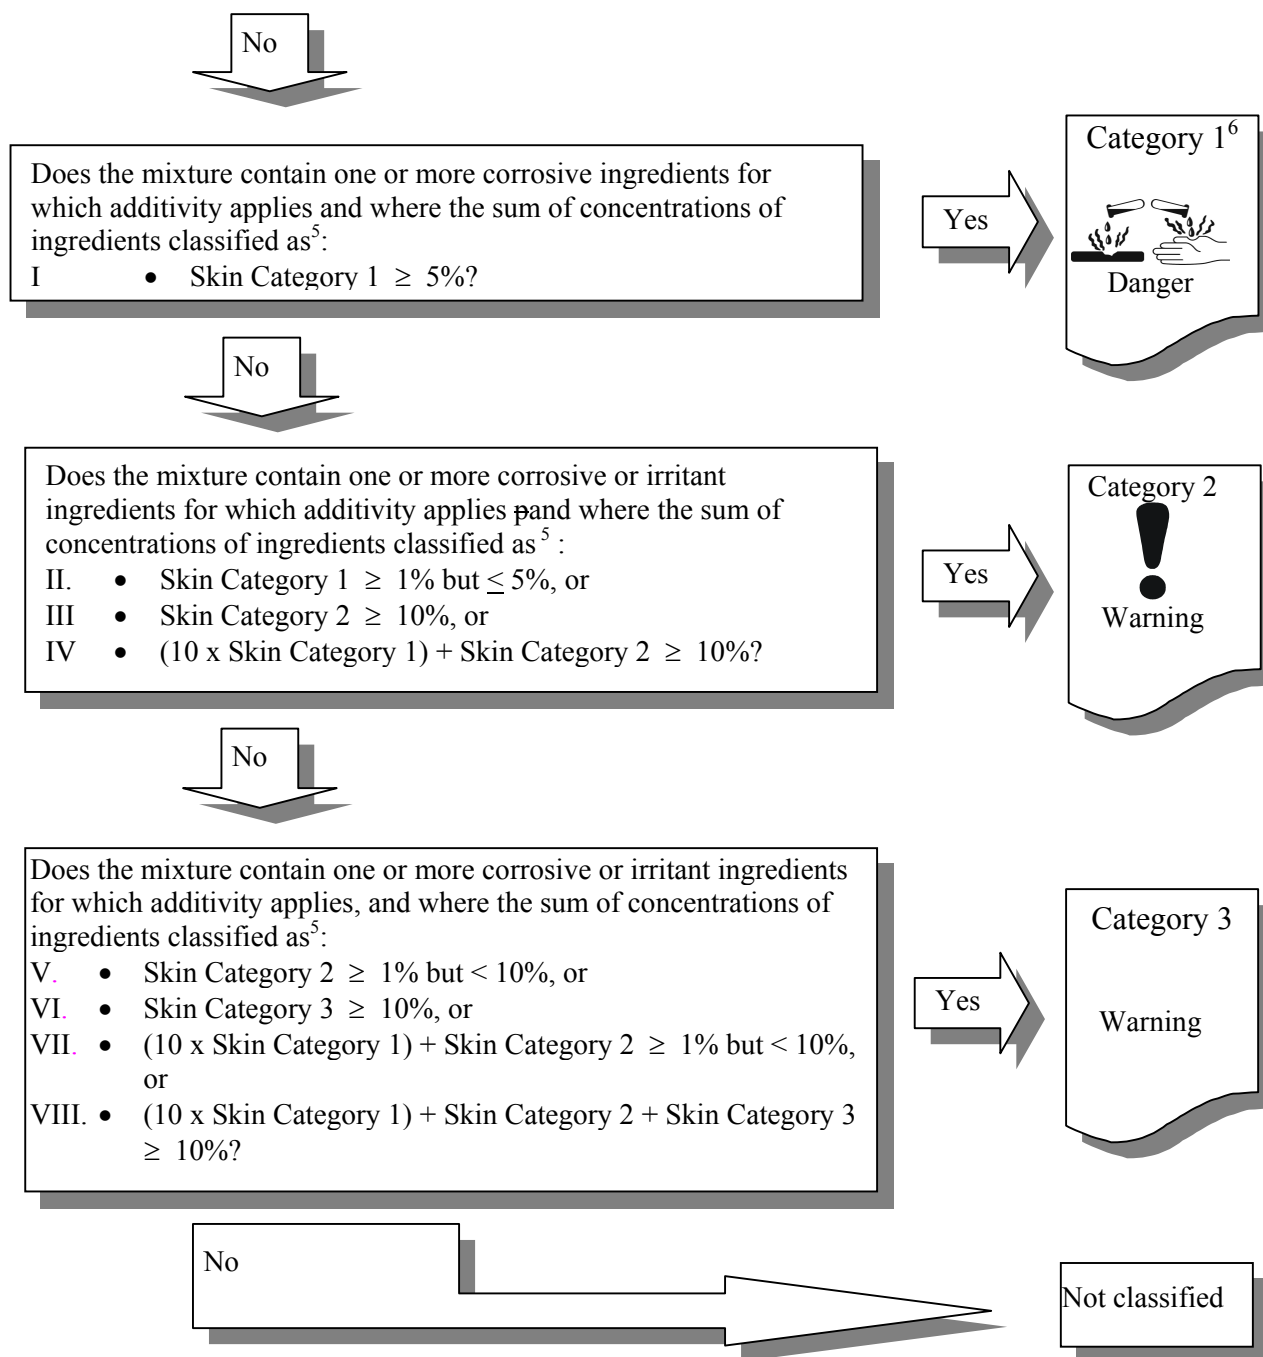 No
Does the mixture contain one or more corrosive ingredients for
which additivity applies and where the sum of concentrations of
ingredients classified as⁵:
I • Skin Category 1 ≥ 5%?
Yes
Category 1⁶
Danger
No
Does the mixture contain one or more corrosive or irritant
ingredients for which additivity applies pand where the sum of
concentrations of ingredients classified as ⁵ :
II. • Skin Category 1 ≥ 1% but ≤ 5%, or
III • Skin Category 2 ≥ 10%, or
IV • (10 x Skin Category 1) + Skin Category 2 ≥ 10%?
Yes
Category 2
Warning
No
Does the mixture contain one or more corrosive or irritant ingredients
for which additivity applies, and where the sum of concentrations of
ingredients classified as⁵:
V. • Skin Category 2 ≥ 1% but < 10%, or
VI. • Skin Category 3 ≥ 10%, or
VII. • (10 x Skin Category 1) + Skin Category 2 ≥ 1% but < 10%,
or
VIII. • (10 x Skin Category 1) + Skin Category 2 + Skin Category 3
≥ 10%?
Yes
Category 3
Warning
No
Not classified